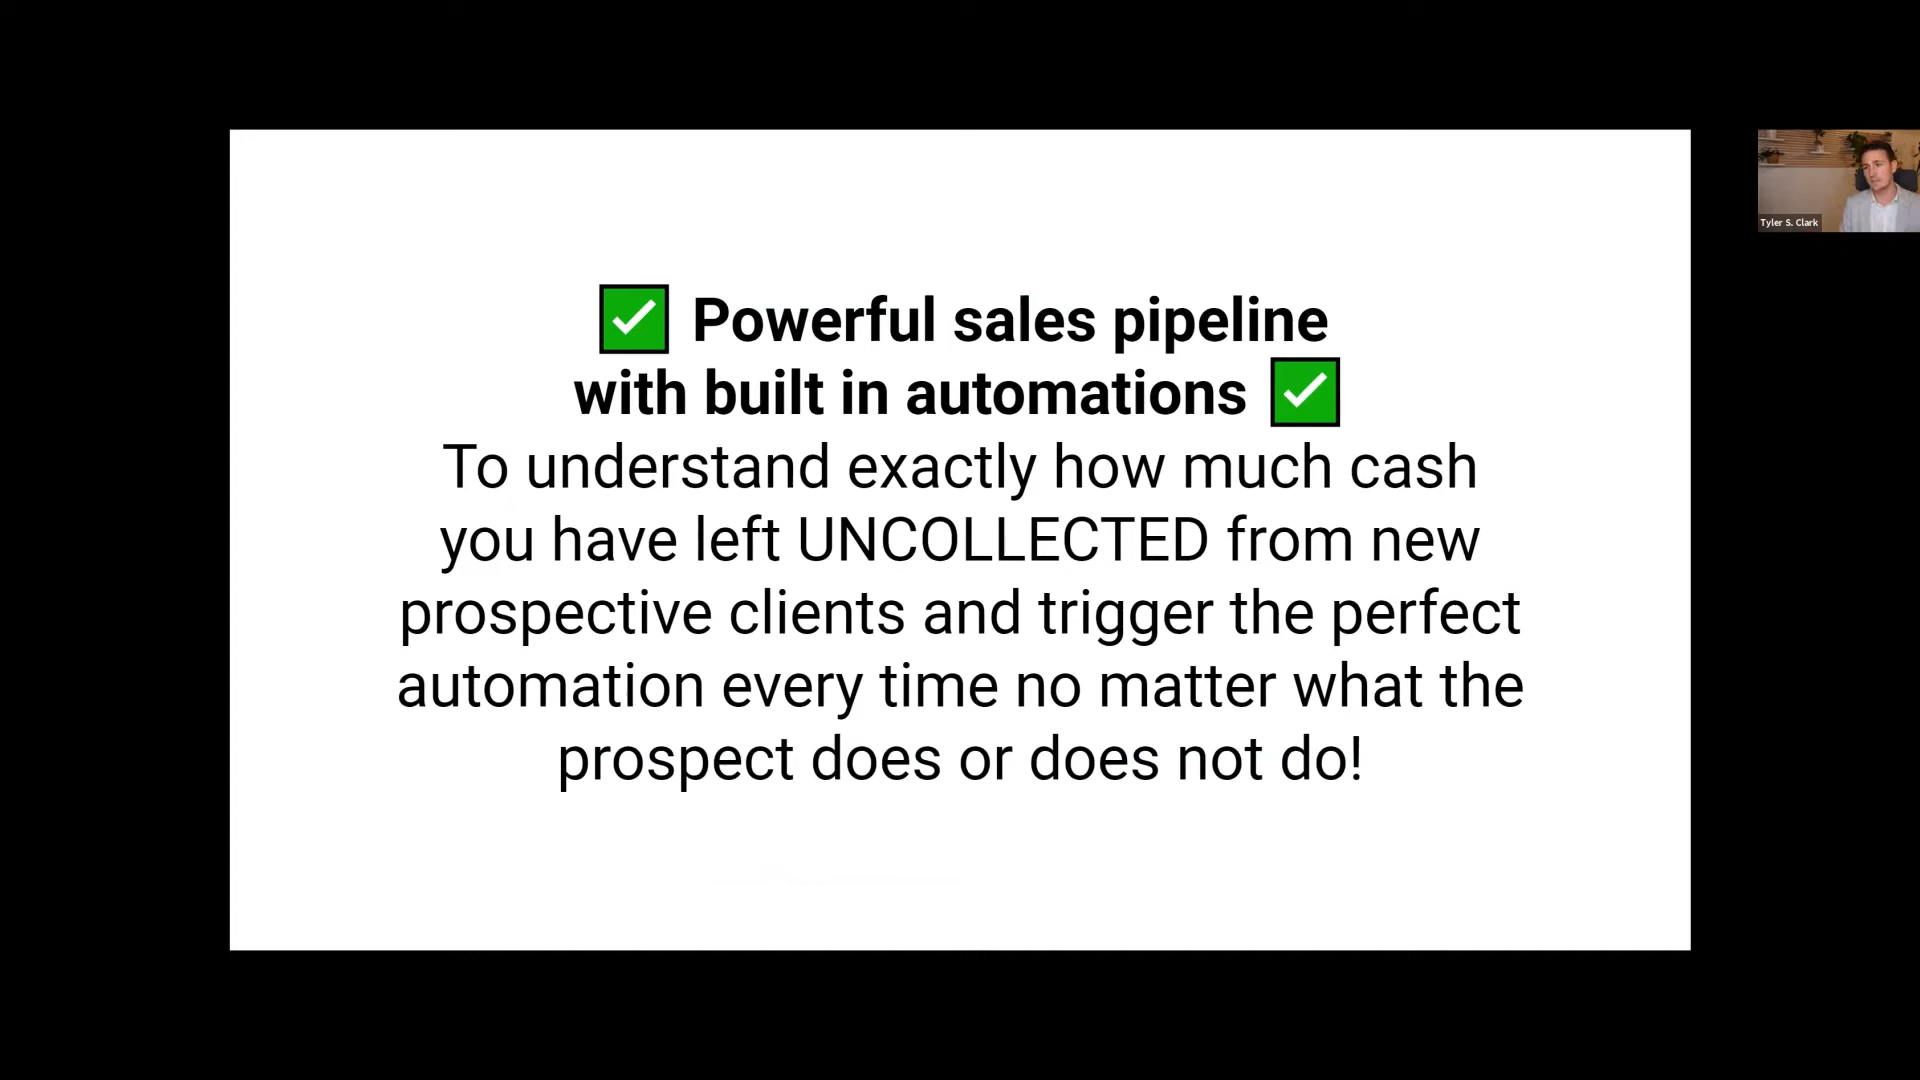 ✅ Powerful sales pipeline
with built in automations ✅
To understand exactly how much cash
you have left UNCOLLECTED from new
prospective clients and trigger the perfect
automation every time no matter what the
prospect does or does not do!
Tyler S. Clark